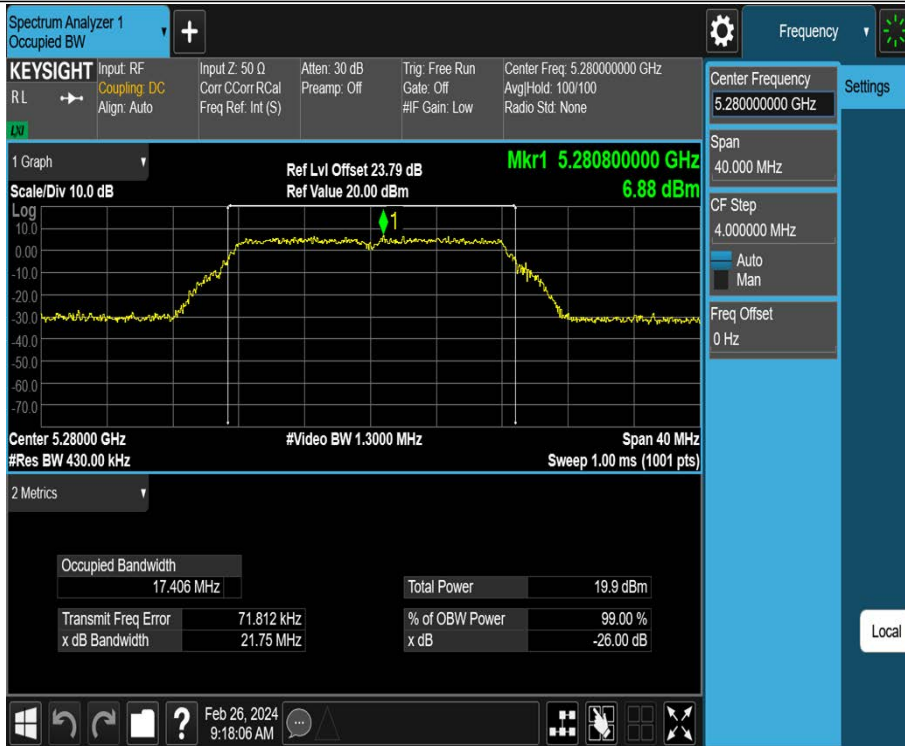 Spectrum Analyzer 1
Occupied BW
+
Frequency
KEYSIGHT
RL
LXI
Input: RF
Coupling: DC
Align: Auto
Input Z: 50 Ω
Corr CCorr RCal
Freq Ref: Int (S)
Atten: 30 dB
Preamp: Off
Trig: Free Run
Gate: Off
#IF Gain: Low
Center Freq: 5.280000000 GHz
Avg|Hold: 100/100
Radio Std: None
Center Frequency
5.280000000 GHz
Settings
Span
40.000 MHz
CF Step
4.000000 MHz
Auto
Man
Freq Offset
0 Hz
1 Graph
Scale/Div 10.0 dB
Ref Lvl Offset 23.79 dB
Ref Value 20.00 dBm
Mkr1 5.280800000 GHz
6.88 dBm
Log
10.0
0.00
-10.0
-20.0
-30.0
-40.0
-50.0
-60.0
-70.0
1
Center 5.28000 GHz
#Video BW 1.3000 MHz
Span 40 MHz
#Res BW 430.00 kHz
Sweep 1.00 ms (1001 pts)
2 Metrics
Occupied Bandwidth
17.406 MHz
Total Power 19.9 dBm
Transmit Freq Error 71.812 kHz
% of OBW Power 99.00 %
x dB Bandwidth 21.75 MHz
x dB -26.00 dB
Local
?
Feb 26, 2024
9:18:06 AM